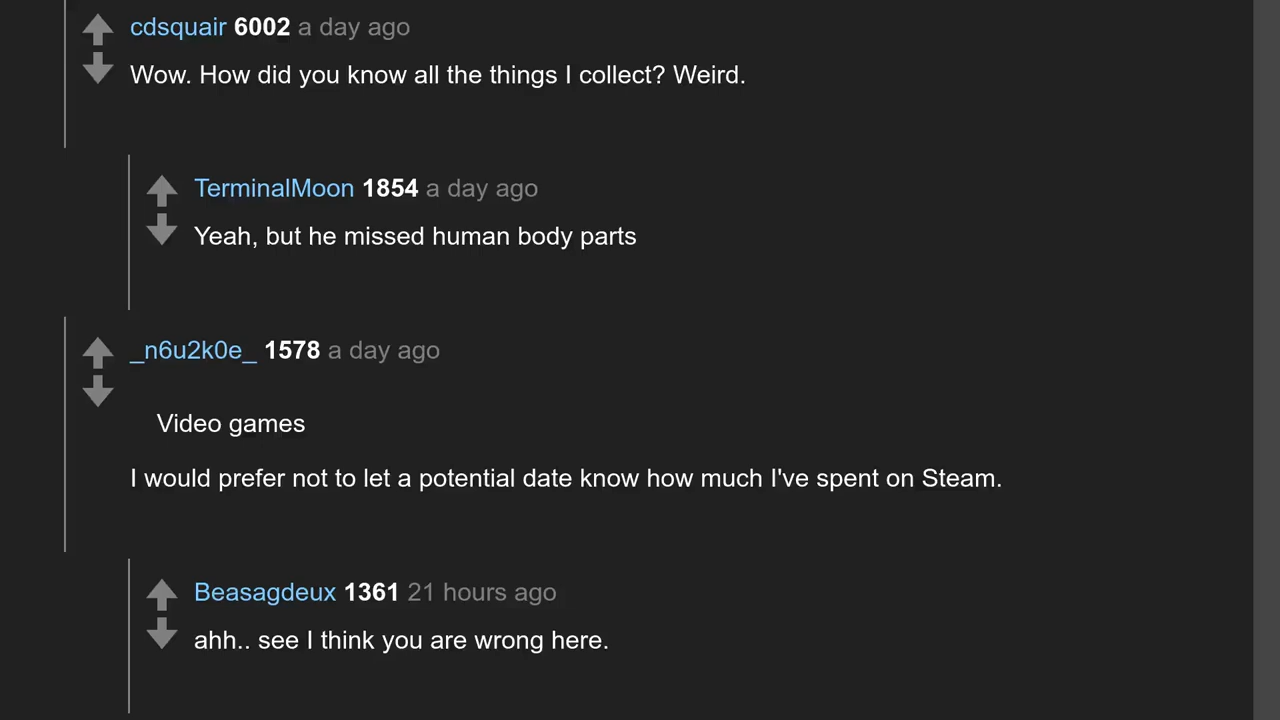 cdsquair 6002 a day ago
Wow. How did you know all the things I collect? Weird.
TerminalMoon 1854 a day ago
Yeah, but he missed human body parts
_n6u2k0e_ 1578 a day ago
Video games
I would prefer not to let a potential date know how much I've spent on Steam.
Beasagdeux 1361 21 hours ago
ahh.. see I think you are wrong here.